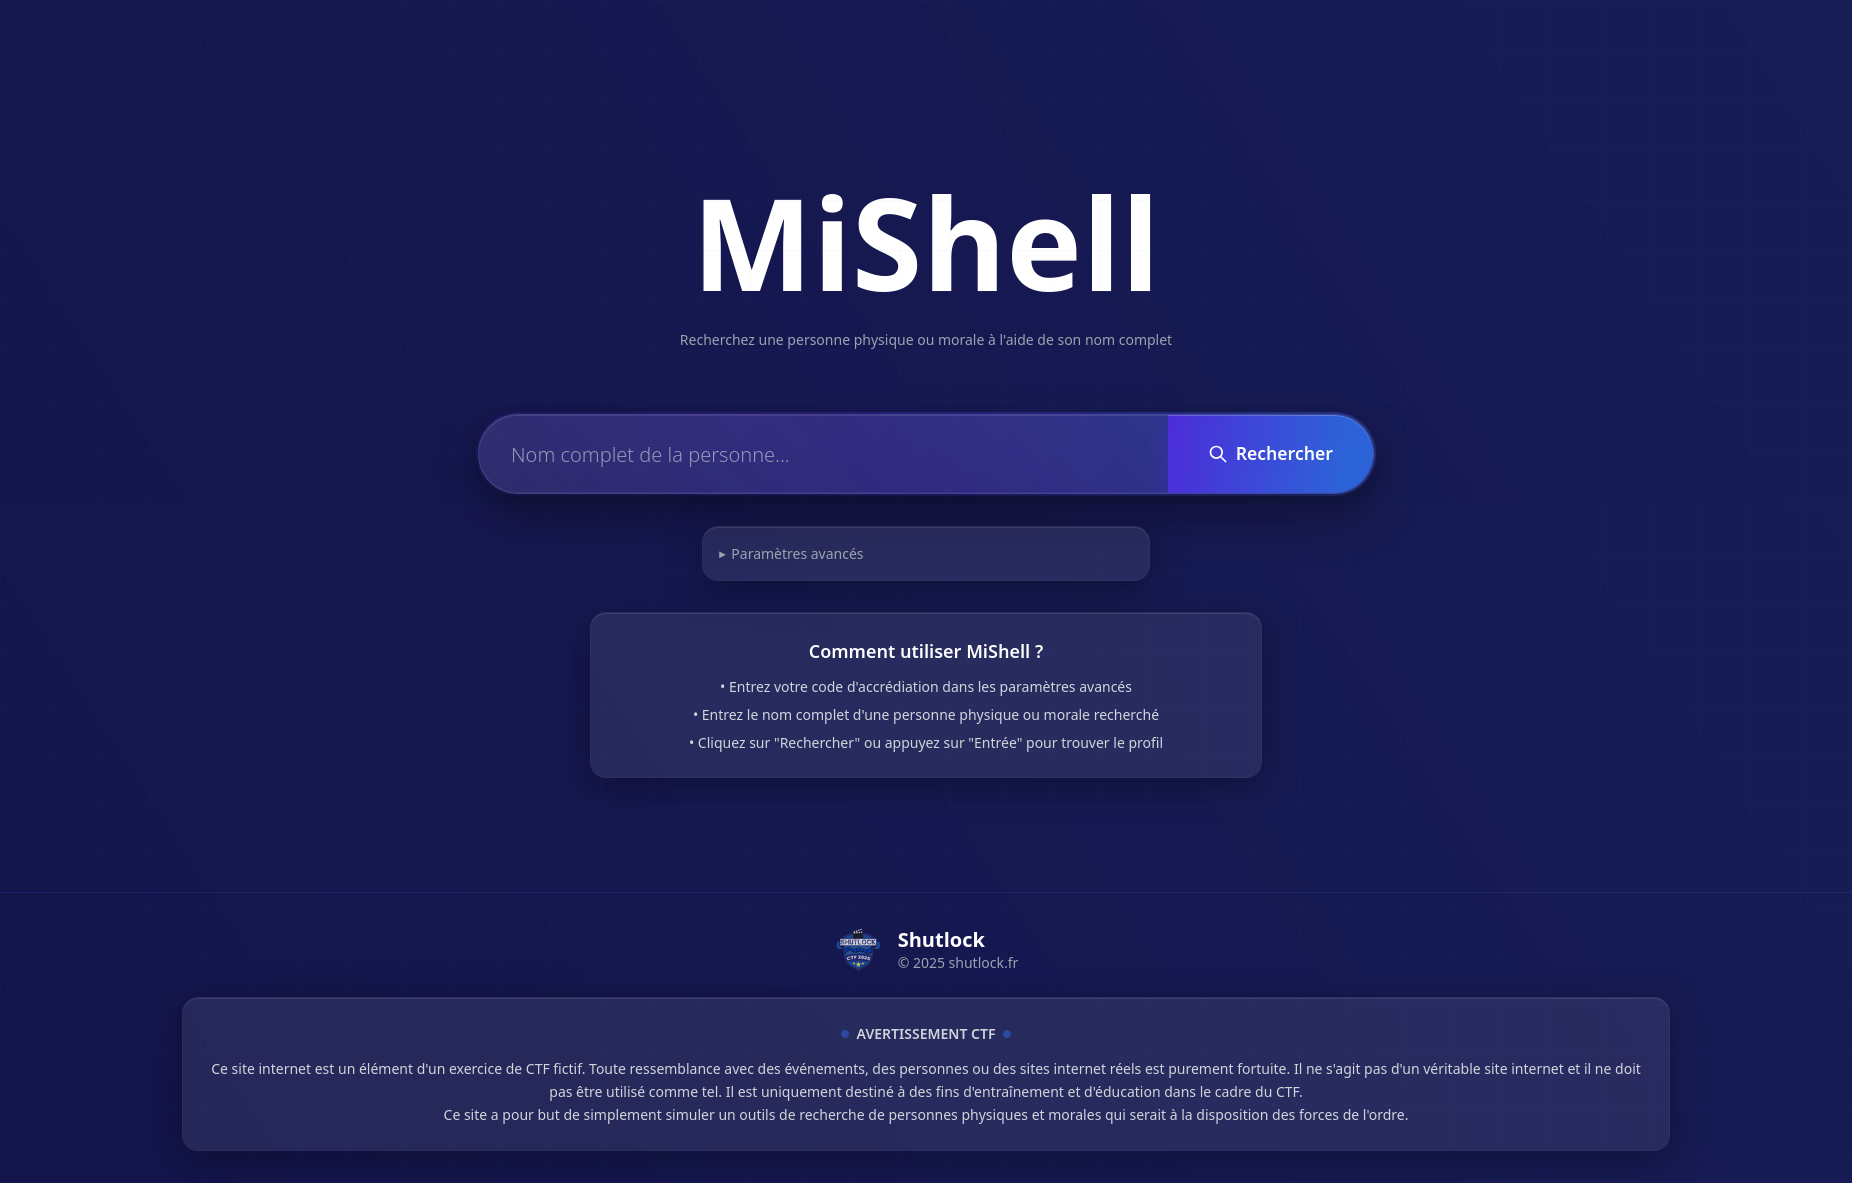 MiShell
Recherchez une personne physique ou morale à l'aide de son nom complet
Nom complet de la personne...
Rechercher
▸ Paramètres avancés
Comment utiliser MiShell ?
• Entrez votre code d'accrédiation dans les paramètres avancés
• Entrez le nom complet d'une personne physique ou morale recherché
• Cliquez sur "Rechercher" ou appuyez sur "Entrée" pour trouver le profil
SHUTLOCK
CTF 2025
Shutlock
© 2025 shutlock.fr
AVERTISSEMENT CTF
Ce site internet est un élément d'un exercice de CTF fictif. Toute ressemblance avec des événements, des personnes ou des sites internet réels est purement fortuite. Il ne s'agit pas d'un véritable site internet et il ne doit
pas être utilisé comme tel. Il est uniquement destiné à des fins d'entraînement et d'éducation dans le cadre du CTF.
Ce site a pour but de simplement simuler un outils de recherche de personnes physiques et morales qui serait à la disposition des forces de l'ordre.